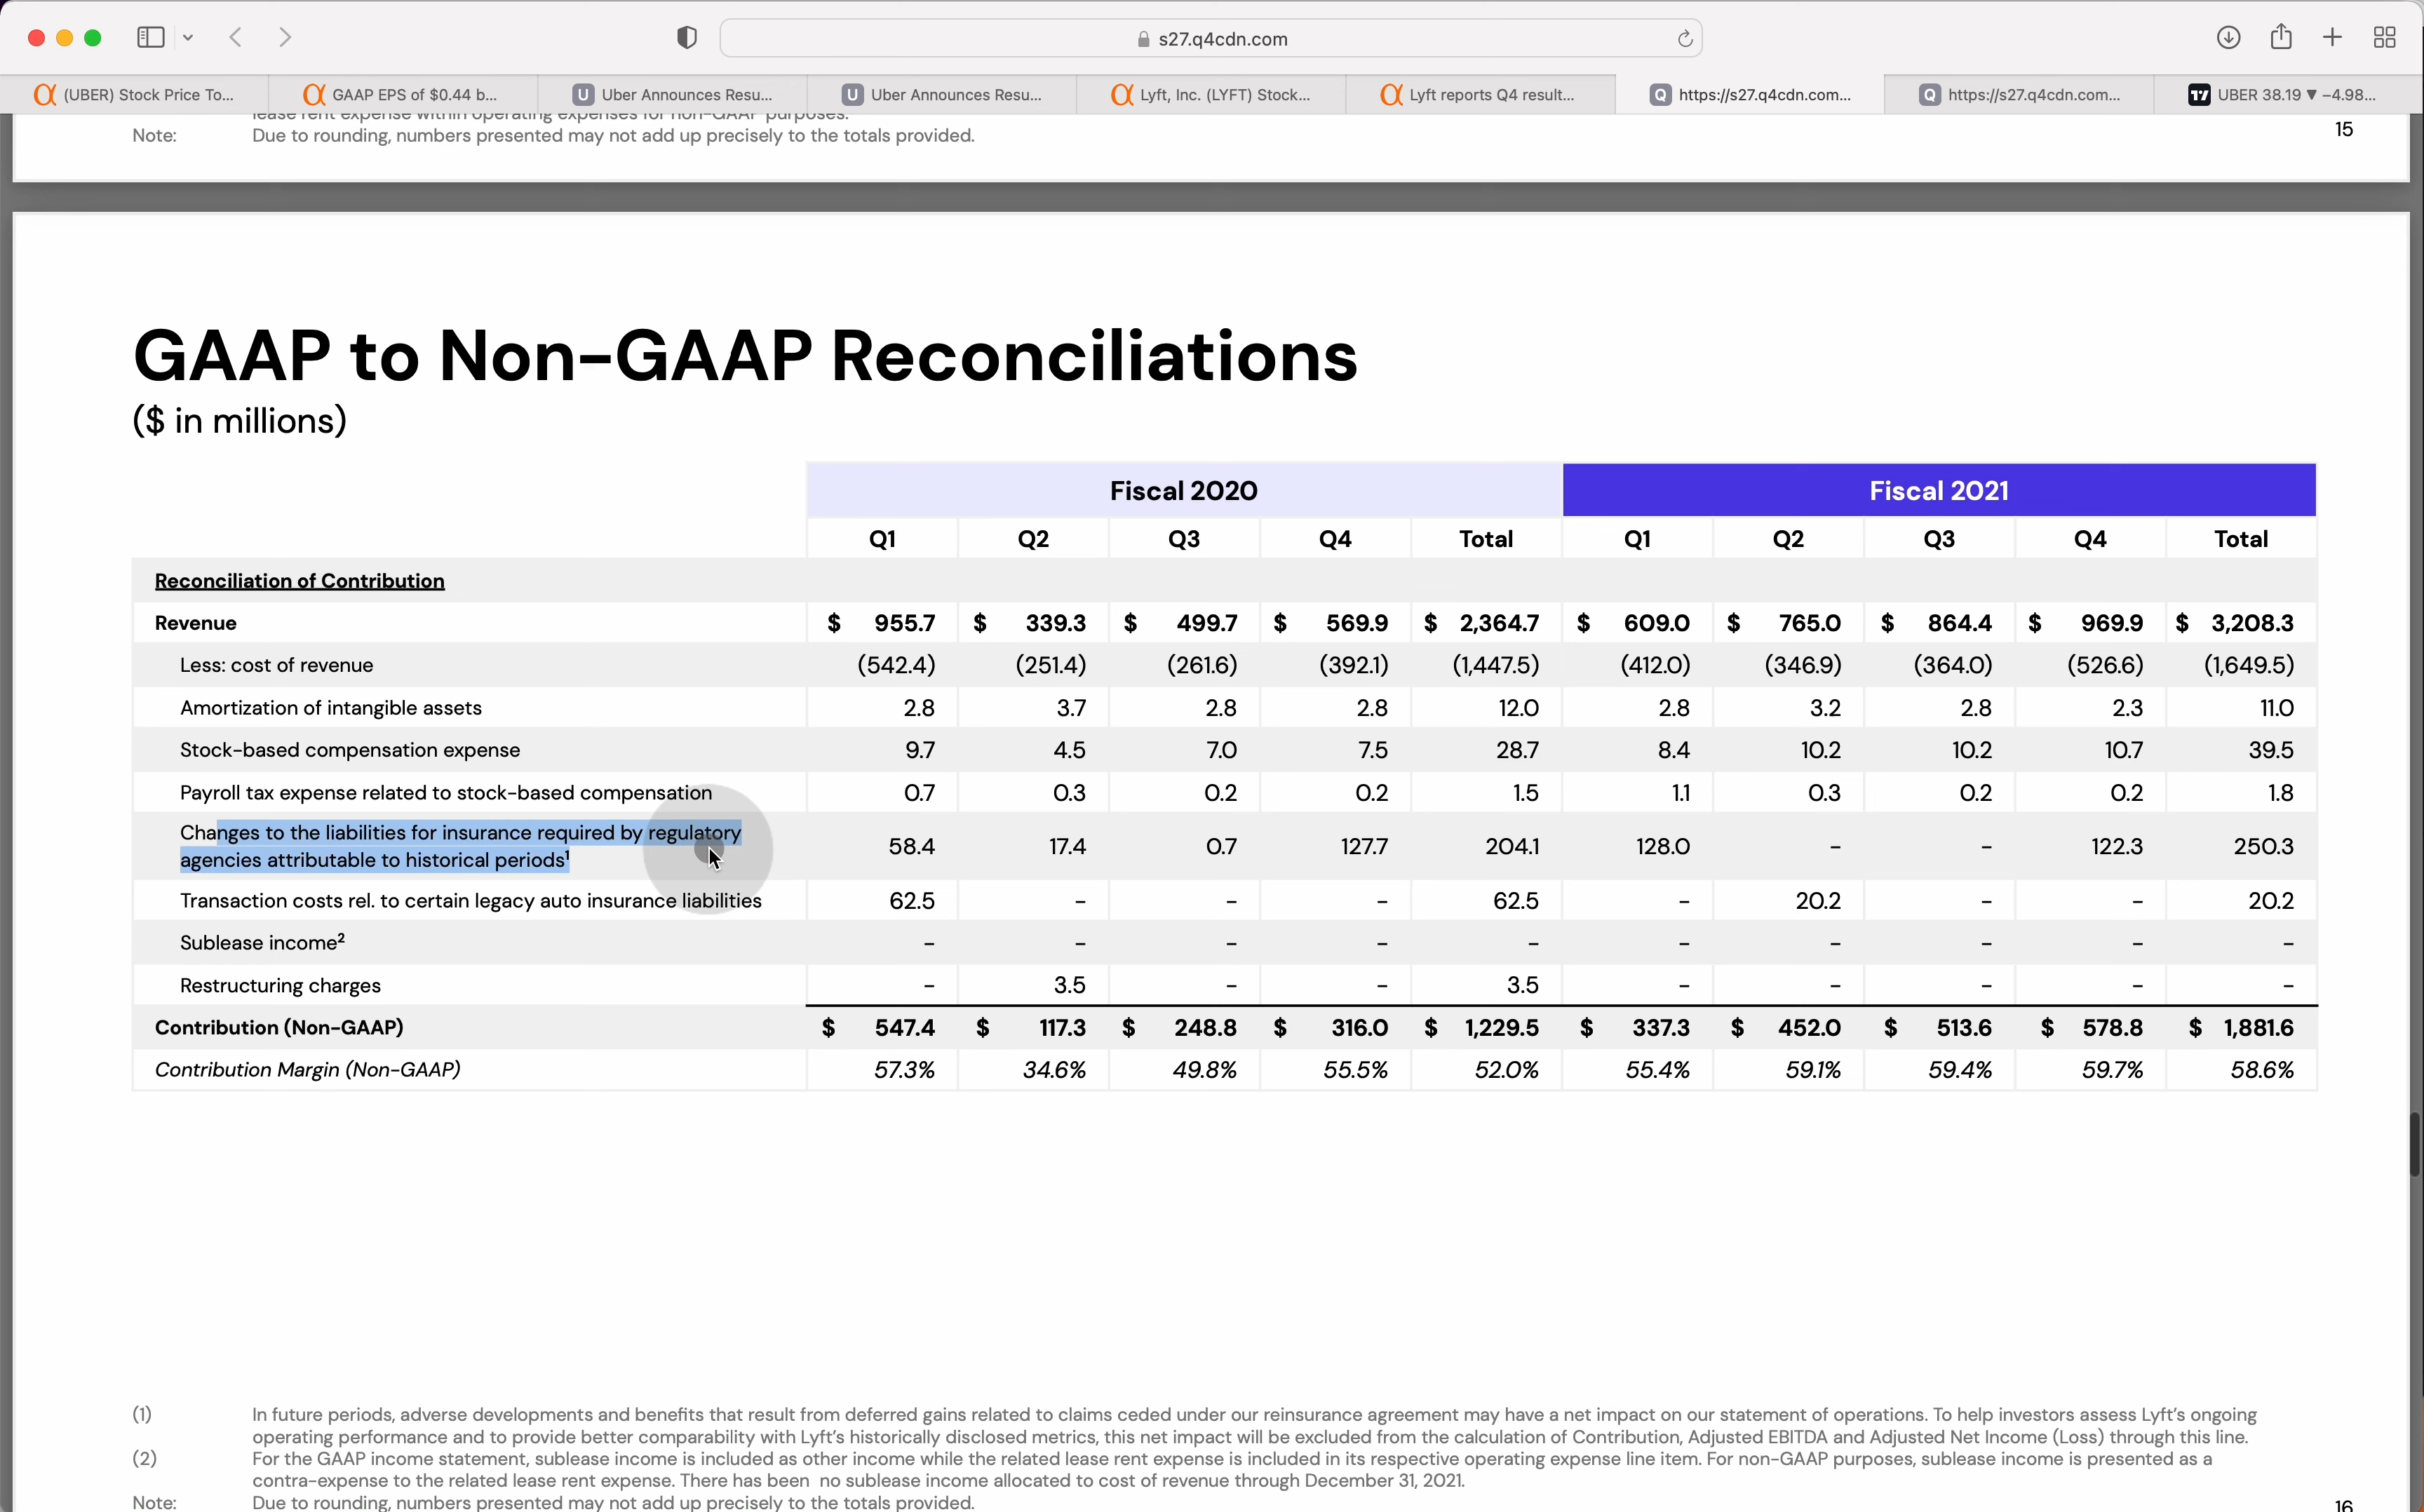 s27.q4cdn.com
(UBER) Stock Price To...
GAAP EPS of $0.44 b...
U Uber Announces Resu...
U Uber Announces Resu...
Lyft, Inc. (LYFT) Stock...
Lyft reports Q4 result...
Q https://s27.q4cdn.com...
Q https://s27.q4cdn.com...
UBER 38.19 ▼ −4.98...
lease rent expense within operating expenses for non-GAAP purposes.
Note: Due to rounding, numbers presented may not add up precisely to the totals provided.
15
GAAP to Non-GAAP Reconciliations
($ in millions)
Fiscal 2020 Fiscal 2021
Q1 Q2 Q3 Q4 Total Q1 Q2 Q3 Q4 Total
Reconciliation of Contribution
Revenue $ 955.7 $ 339.3 $ 499.7 $ 569.9 $ 2,364.7 $ 609.0 $ 765.0 $ 864.4 $ 969.9 $ 3,208.3
Less: cost of revenue (542.4) (251.4) (261.6) (392.1) (1,447.5) (412.0) (346.9) (364.0) (526.6) (1,649.5)
Amortization of intangible assets 2.8 3.7 2.8 2.8 12.0 2.8 3.2 2.8 2.3 11.0
Stock-based compensation expense 9.7 4.5 7.0 7.5 28.7 8.4 10.2 10.2 10.7 39.5
Payroll tax expense related to stock-based compensation 0.7 0.3 0.2 0.2 1.5 1.1 0.3 0.2 0.2 1.8
Changes to the liabilities for insurance required by regulatory
agencies attributable to historical periods¹ 58.4 17.4 0.7 127.7 204.1 128.0 – – 122.3 250.3
Transaction costs rel. to certain legacy auto insurance liabilities 62.5 – – – 62.5 – 20.2 – – 20.2
Sublease income² – – – – – – – – – –
Restructuring charges – 3.5 – – 3.5 – – – – –
Contribution (Non-GAAP) $ 547.4 $ 117.3 $ 248.8 $ 316.0 $ 1,229.5 $ 337.3 $ 452.0 $ 513.6 $ 578.8 $ 1,881.6
Contribution Margin (Non-GAAP) 57.3% 34.6% 49.8% 55.5% 52.0% 55.4% 59.1% 59.4% 59.7% 58.6%
(1) In future periods, adverse developments and benefits that result from deferred gains related to claims ceded under our reinsurance agreement may have a net impact on our statement of operations. To help investors assess Lyft's ongoing
operating performance and to provide better comparability with Lyft's historically disclosed metrics, this net impact will be excluded from the calculation of Contribution, Adjusted EBITDA and Adjusted Net Income (Loss) through this line.
(2) For the GAAP income statement, sublease income is included as other income while the related lease rent expense is included in its respective operating expense line item. For non-GAAP purposes, sublease income is presented as a
contra-expense to the related lease rent expense. There has been no sublease income allocated to cost of revenue through December 31, 2021.
Note: Due to rounding, numbers presented may not add up precisely to the totals provided.
16